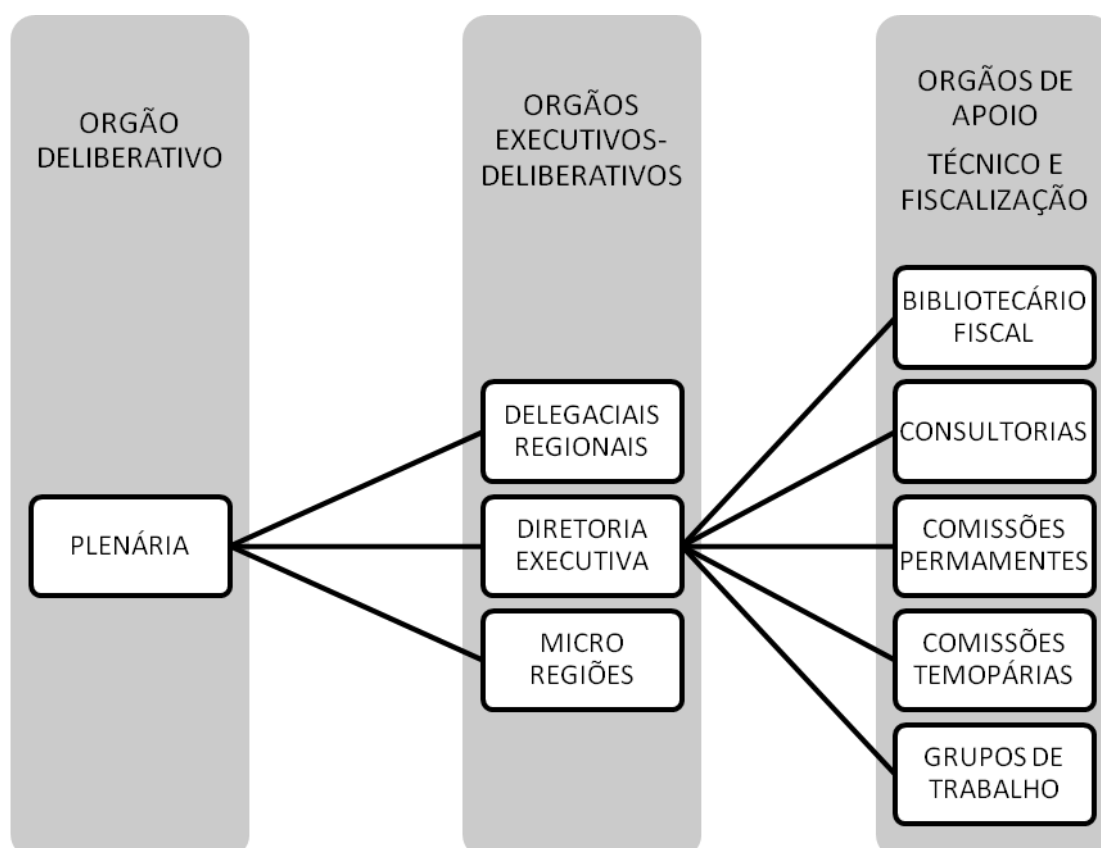 ORGÃO
DELIBERATIVO
PLENÁRIA
ORGÃOS
EXECUTIVOS-
DELIBERATIVOS
DELEGACIAIS
REGIONAIS
DIRETORIA
EXECUTIVA
MICRO
REGIÕES
ORGÃOS DE
APOIO
TÉCNICO E
FISCALIZAÇÃO
BIBLIOTECÁRIO
FISCAL
CONSULTORIAS
COMISSÕES
PERMAMENTES
COMISSÕES
TEMOPÁRIAS
GRUPOS DE
TRABALHO